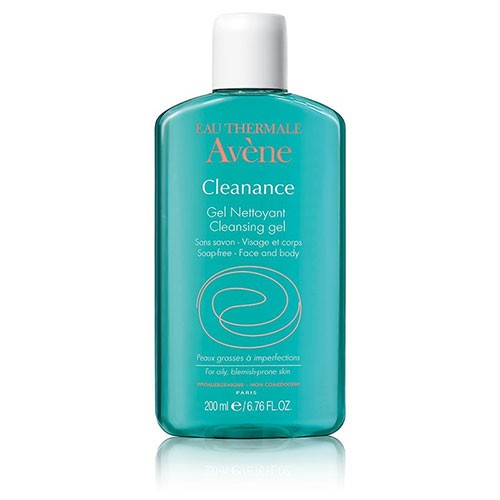 EAU THERMALE
Avène
Cleanance
Gel Nettoyant
Cleansing gel
Sans savon - Visage et corps
Soap-free - Face and body
Peaux grasses à imperfections
For oily, blemish-prone skin
HYPOALLERGÉNIQUE - NON COMEDOGENIC
PARIS
200 ml e/6.76 FL.OZ.